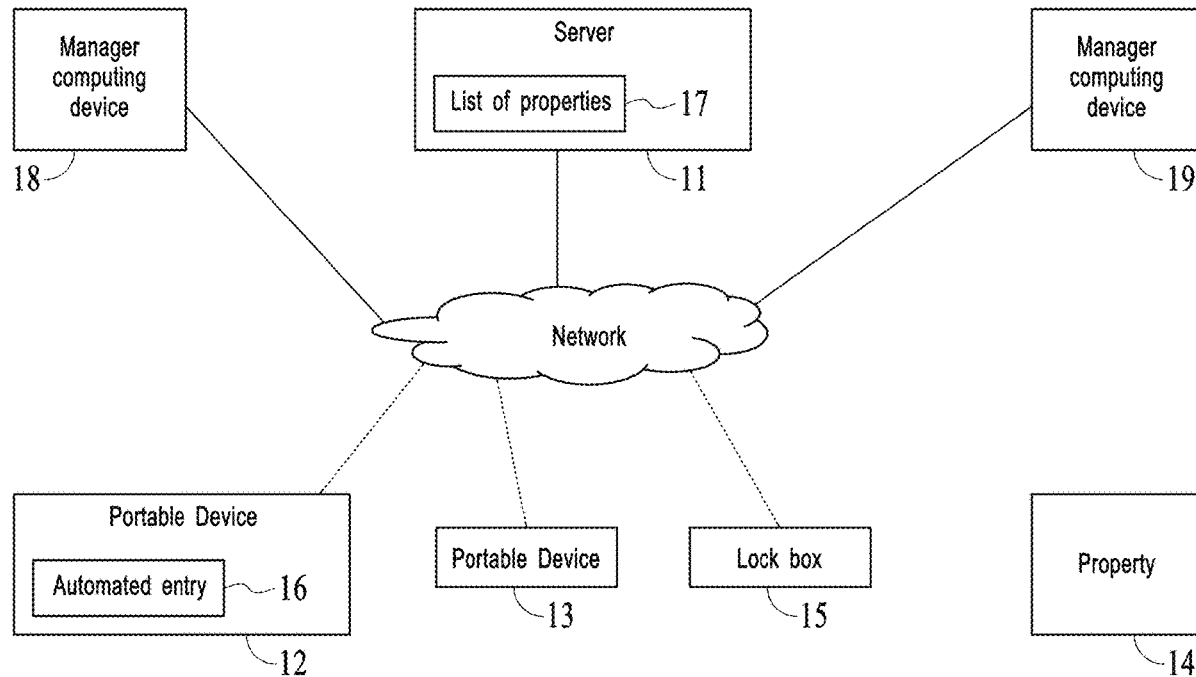 Manager
computing
device
18
Server
List of properties
17
11
Manager
computing
device
19
Network
Portable Device
Automated entry
16
12
Portable Device
13
Lock box
15
Property
14